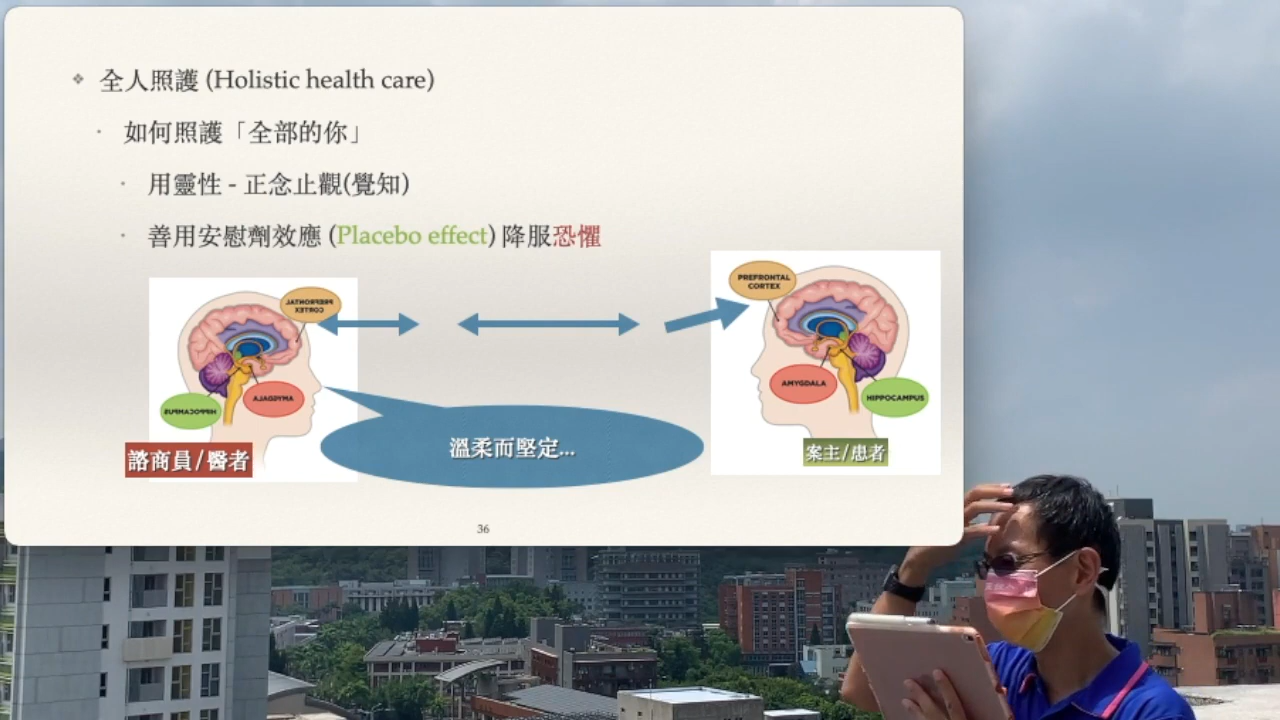 全人照護 (Holistic health care)
如何照護「全部的你」
用靈性 - 正念止觀(覺知)
善用安慰劑效應 (Placebo effect) 降服恐懼
PREFRONTAL
CORTEX
HIPPOCAMPUS
AMYGDALA
諮商員/醫者
溫柔而堅定...
PREFRONTAL
CORTEX
AMYGDALA
HIPPOCAMPUS
案主/患者
36